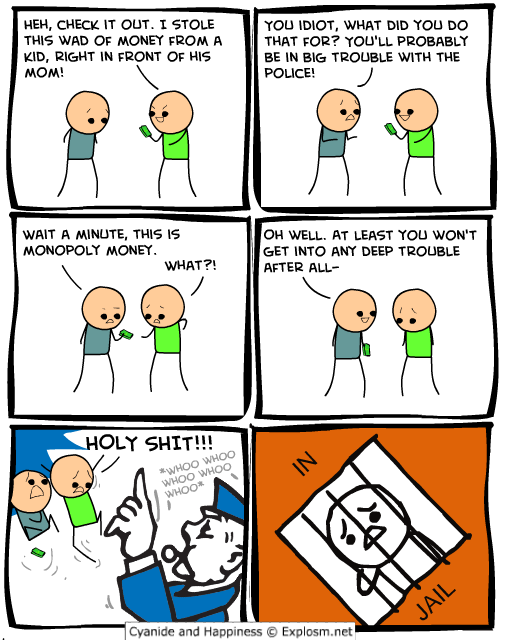 HEH, CHECK IT OUT. I STOLE
THIS WAD OF MONEY FROM A
KID, RIGHT IN FRONT OF HIS
MOM!
YOU IDIOT, WHAT DID YOU DO
THAT FOR? YOU'LL PROBABLY
BE IN BIG TROUBLE WITH THE
POLICE!
WAIT A MINUTE, THIS IS
MONOPOLY MONEY.
WHAT?!
OH WELL. AT LEAST YOU WON'T
GET INTO ANY DEEP TROUBLE
AFTER ALL-
HOLY SHIT!!!
*WHOO WHOO
WHOO WHOO
WHOO*
IN
JAIL
Cyanide and Happiness © Explosm.net